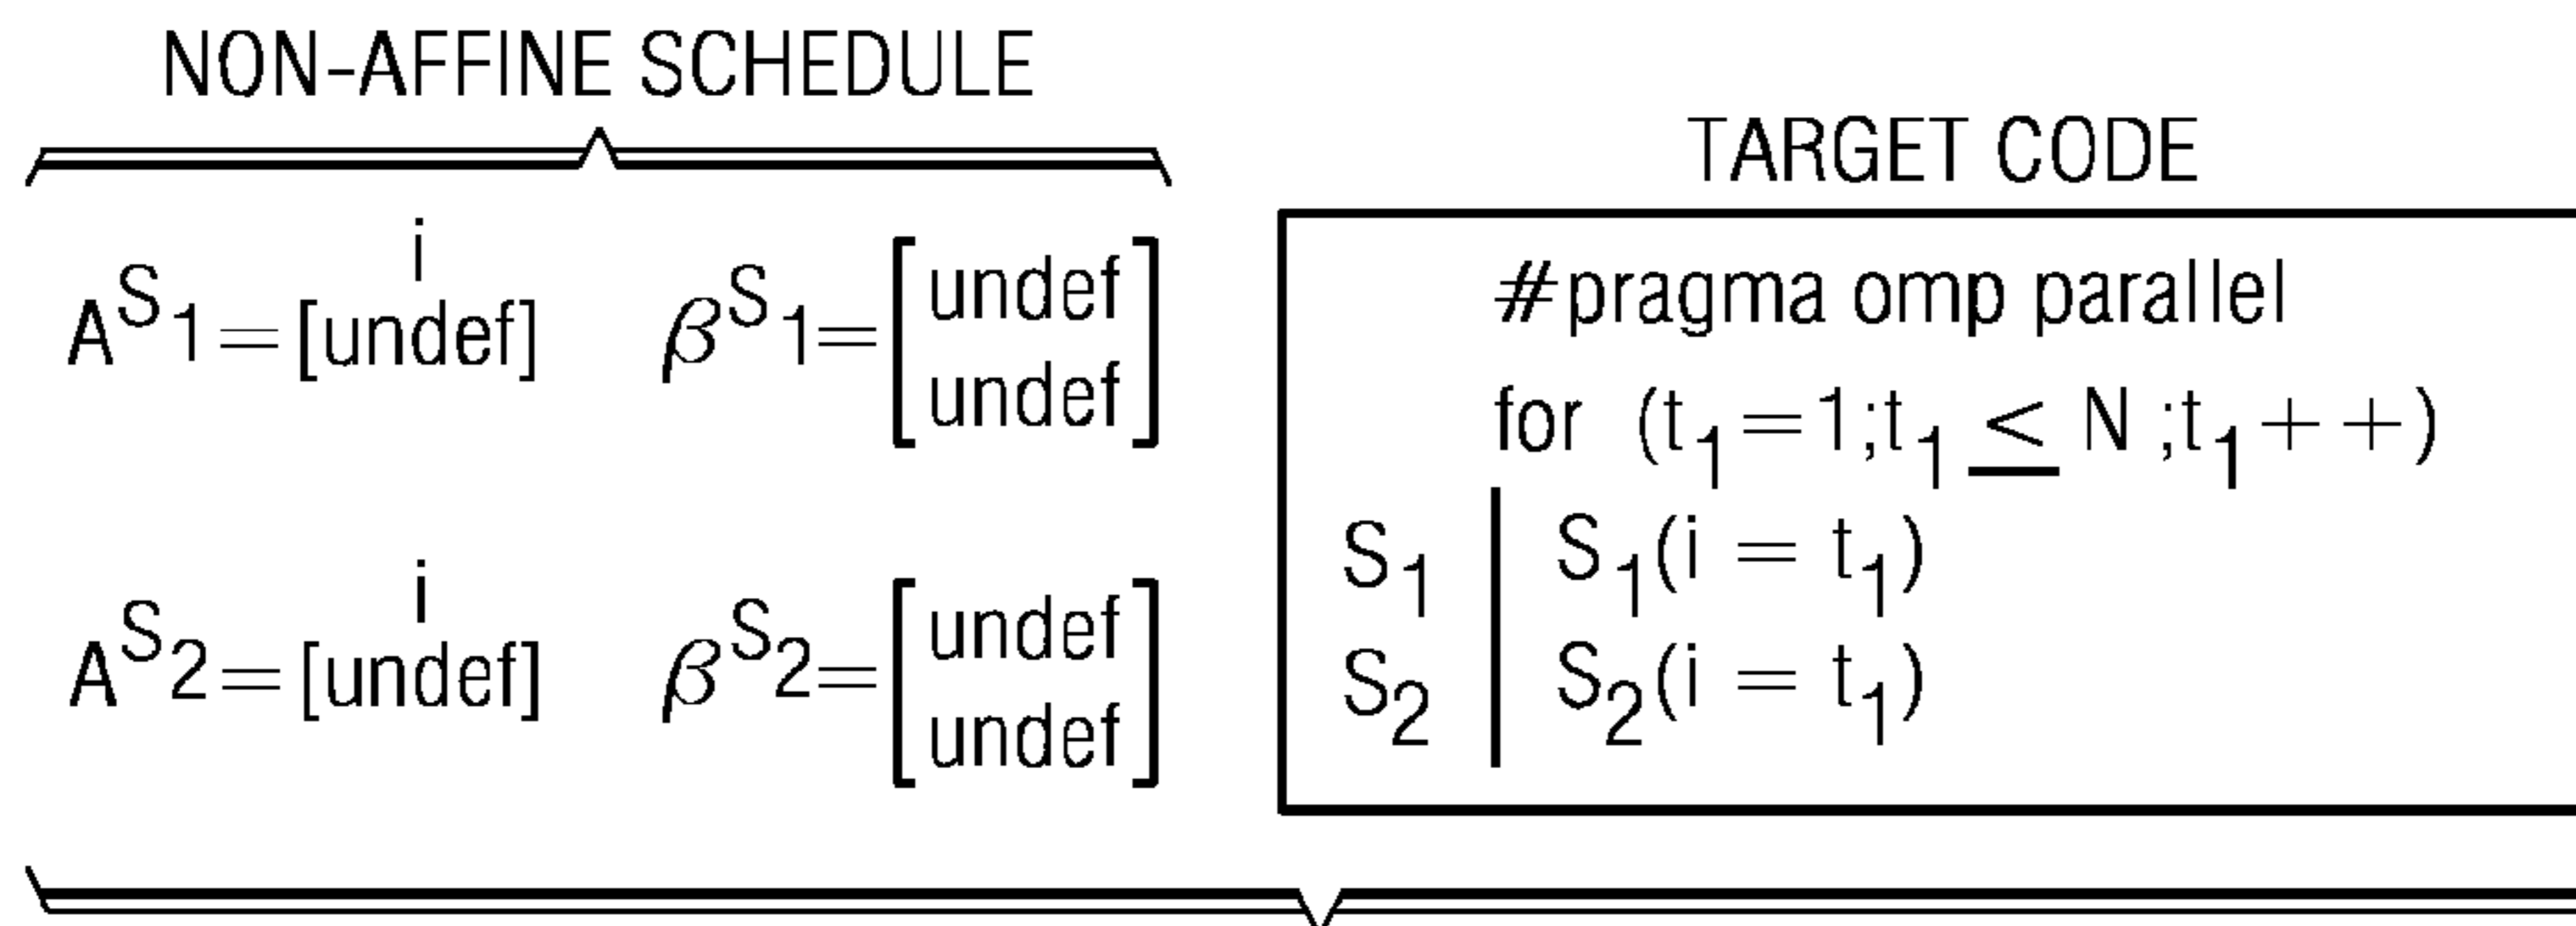 NON-AFFINE SCHEDULE
i
A^S1=[undef] β^S1=[undef undef]
i
A^S2=[undef] β^S2=[undef undef]
TARGET CODE
#pragma omp parallel
for (t1=1;t1 ≤ N ;t1++)
S1 | S1(i = t1)
S2 | S2(i = t1)